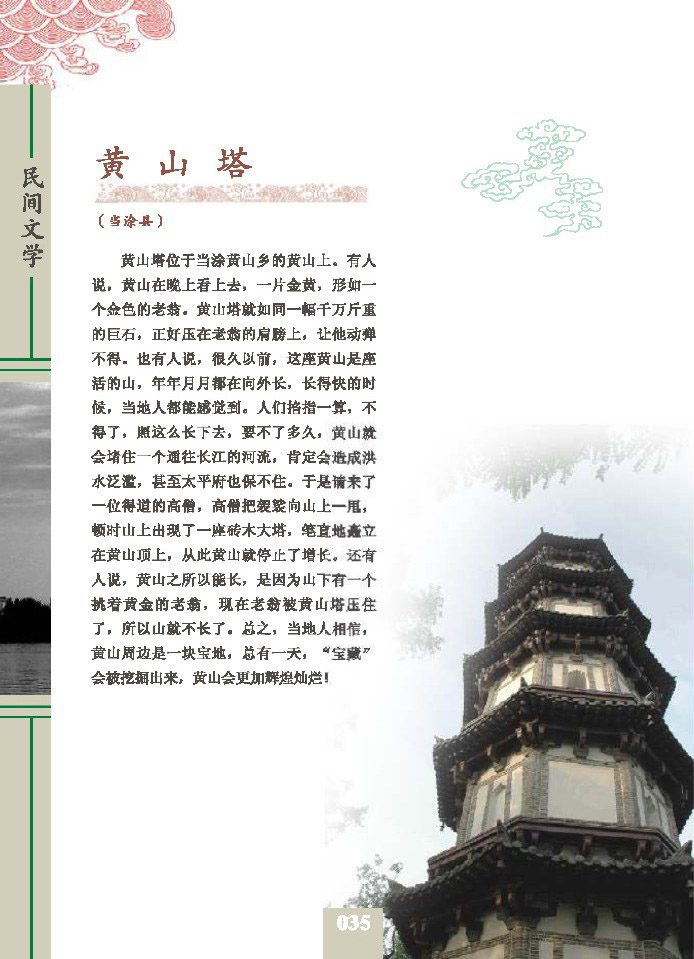 民间文学
黄山塔
（当涂县）
黄山塔位于当涂黄山乡的黄山上。有人
说，黄山在晚上看上去，一片金黄，形如一
个金色的老翁。黄山塔就如同一幅千万斤重
的巨石，正好压在老翁的肩膀上，让他动弹
不得。也有人说，很久以前，这座黄山是座
活的山，年年月月都在向外长，长得快的时
候，当地人都能感觉到。人们掐指一算，不
得了，照这么长下去，要不了多久，黄山就
会堵住一个通往长江的河流，肯定会造成洪
水泛滥，甚至太平府也保不住。于是请来了
一位得道的高僧，高僧把袈裟向山上一甩，
顿时山上出现了一座砖木大塔，笔直地矗立
在黄山顶上，从此黄山就停止了增长。还有
人说，黄山之所以能长，是因为山下有一个
挑着黄金的老翁，现在老翁被黄山塔压住
了，所以山就不长了。总之，当地人相信，
黄山周边是一块宝地，总有一天，“宝藏”
会被挖掘出来，黄山会更加辉煌灿烂！
035